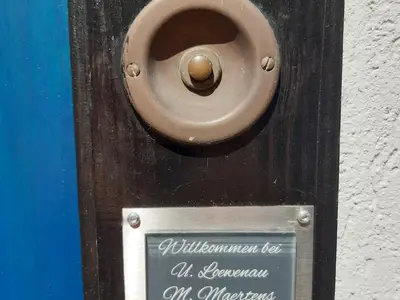 Willkommen bei
U. Loewenau
M. Maertens